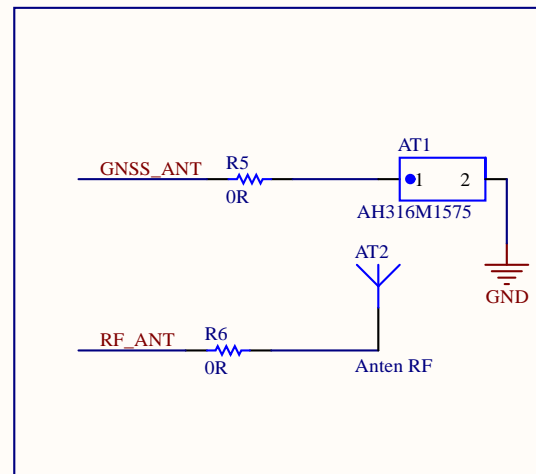 AT1
GNSS_ANT
R5
1 2
0R
AH316M1575
AT2
GND
RF_ANT
R6
0R
Anten RF